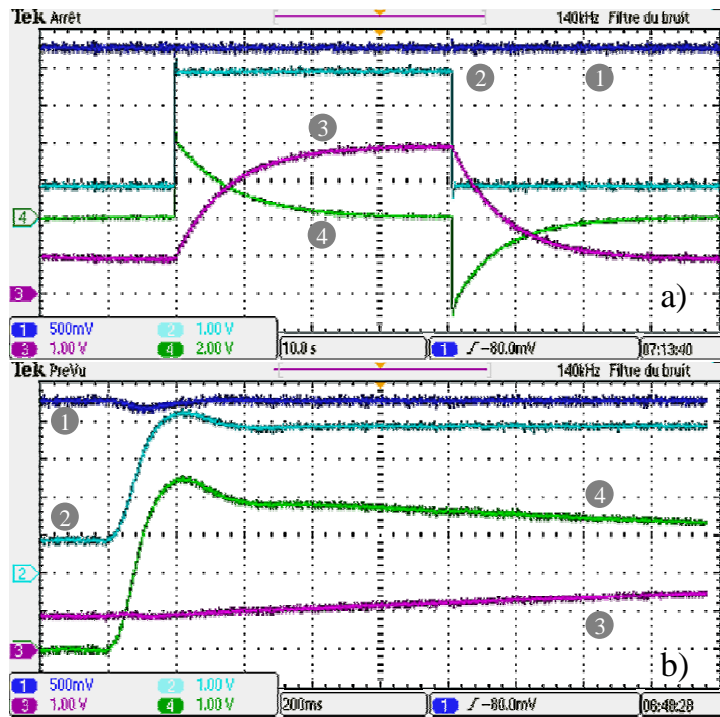 Tek Arrêt 140kHz Filtre du bruit
2 1
3
4
4
3
a)
1 500mV 2 1.00 V
3 1.00 V 4 2.00 V 10.0 s 1 -80.0mV 07:13:40
Tek PreVu 140kHz Filtre du bruit
1
4
2
2
3
3
b)
1 500mV 2 1.00 V
3 1.00 V 4 1.00 V 200ms 1 -80.0mV 06:48:28